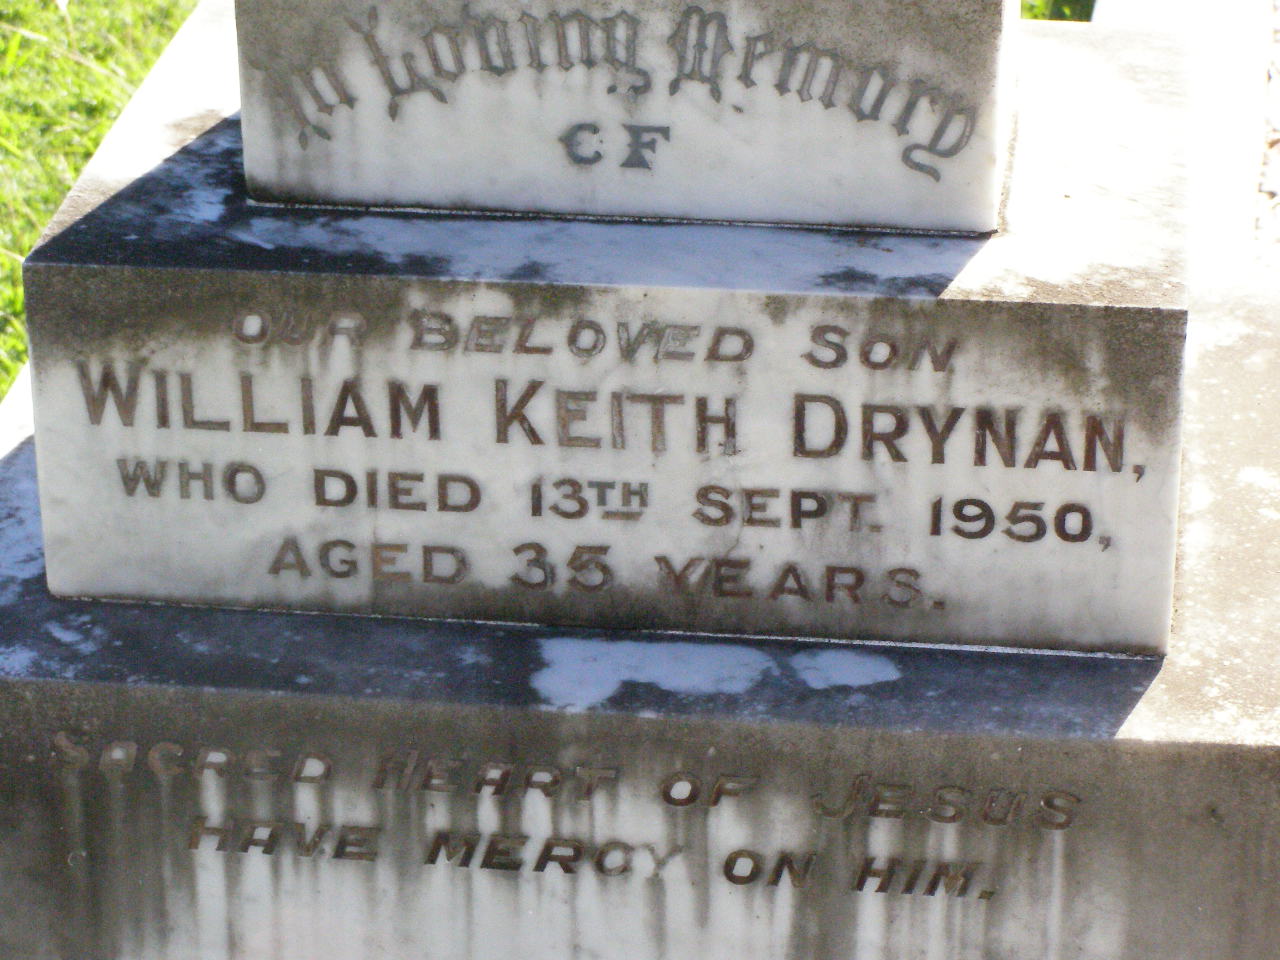 In Loving Memory
OF
OUR BELOVED SON
WILLIAM KEITH DRYNAN,
WHO DIED 13TH SEPT. 1950,
AGED 35 YEARS.
SACRED HEART OF JESUS
HAVE MERCY ON HIM.